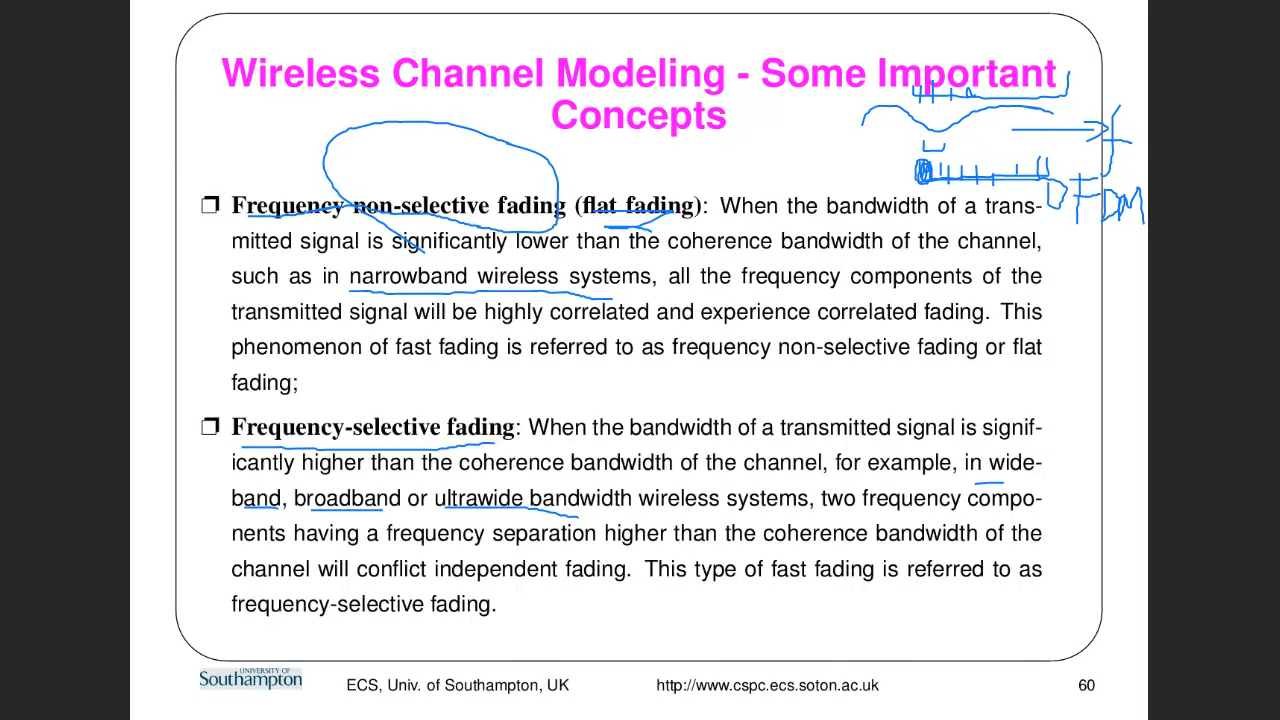 Wireless Channel Modeling - Some Important
Concepts
❐ Frequency non-selective fading (flat fading): When the bandwidth of a trans-
mitted signal is significantly lower than the coherence bandwidth of the channel,
such as in narrowband wireless systems, all the frequency components of the
transmitted signal will be highly correlated and experience correlated fading. This
phenomenon of fast fading is referred to as frequency non-selective fading or flat
fading;
❐ Frequency-selective fading: When the bandwidth of a transmitted signal is signif-
icantly higher than the coherence bandwidth of the channel, for example, in wide-
band, broadband or ultrawide bandwidth wireless systems, two frequency compo-
nents having a frequency separation higher than the coherence bandwidth of the
channel will conflict independent fading. This type of fast fading is referred to as
frequency-selective fading.
f
OFDM
UNIVERSITY OF
Southampton
ECS, Univ. of Southampton, UK
http://www.cspc.ecs.soton.ac.uk
60